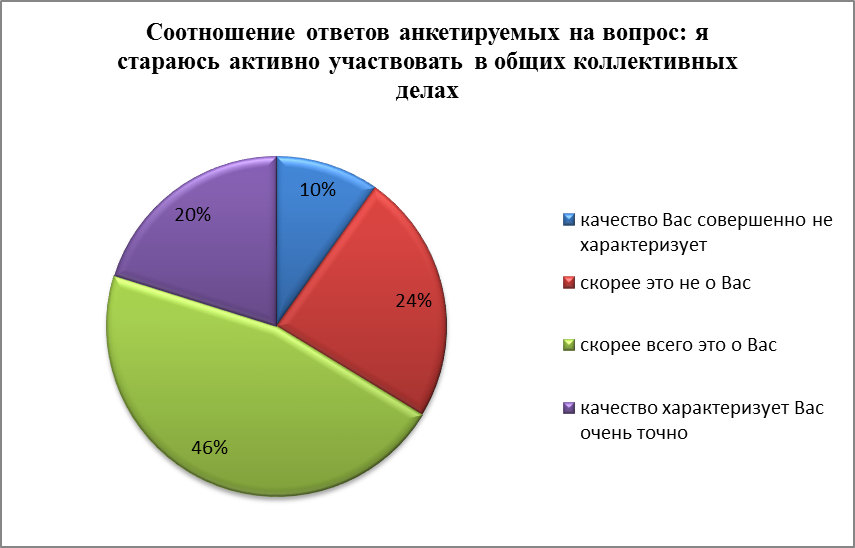 Соотношение ответов анкетируемых на вопрос: я
стараюсь активно участвовать в общих коллективных
делах
10%
20%
24%
46%
качество Вас совершенно не
характеризует
скорее это не о Вас
скорее всего это о Вас
качество характеризует Вас
очень точно